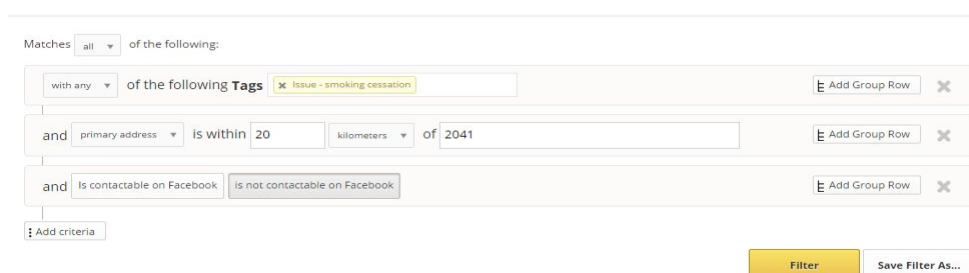 Matches all of the following:
with any of the following Tags Issue - smoking cessation Add Group Row
and primary address is within 20 kilometers of 2041 Add Group Row
and Is contactable on Facebook is not contactable on Facebook Add Group Row
Add criteria
Filter Save Filter As...